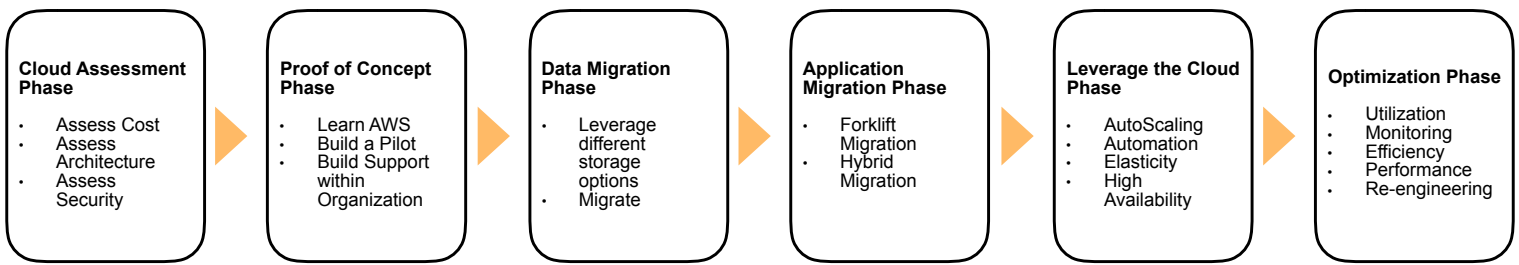 Cloud Assessment
Phase
• Assess Cost
• Assess
Architecture
• Assess
Security
Proof of Concept
Phase
• Learn AWS
• Build a Pilot
• Build Support
within
Organization
Data Migration
Phase
• Leverage
different
storage
options
• Migrate
Application
Migration Phase
• Forklift
Migration
• Hybrid
Migration
Leverage the Cloud
Phase
• AutoScaling
• Automation
• Elasticity
• High
Availability
Optimization Phase
• Utilization
• Monitoring
• Efficiency
• Performance
• Re-engineering